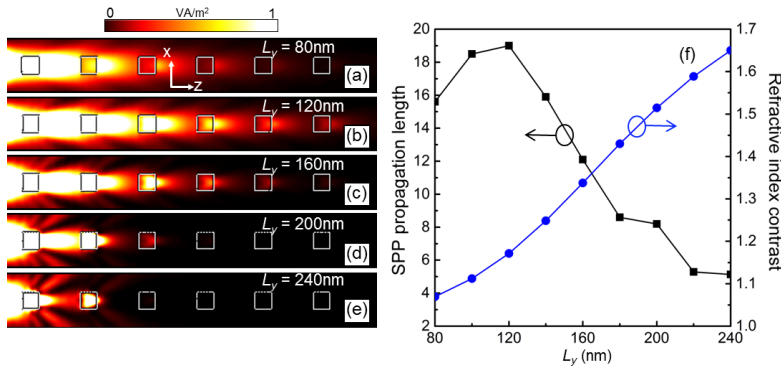 VA/m²
0 1
L_y = 80nm
x
z
(a)
L_y = 120nm
(b)
L_y = 160nm
(c)
L_y = 200nm
(d)
L_y = 240nm
(e)
(f)
SPP propagation length
20
18
16
14
12
10
8
6
4
2
Refractive index contrast
1.7
1.6
1.5
1.4
1.3
1.2
1.1
1.0
80 120 160 200 240
L_y (nm)